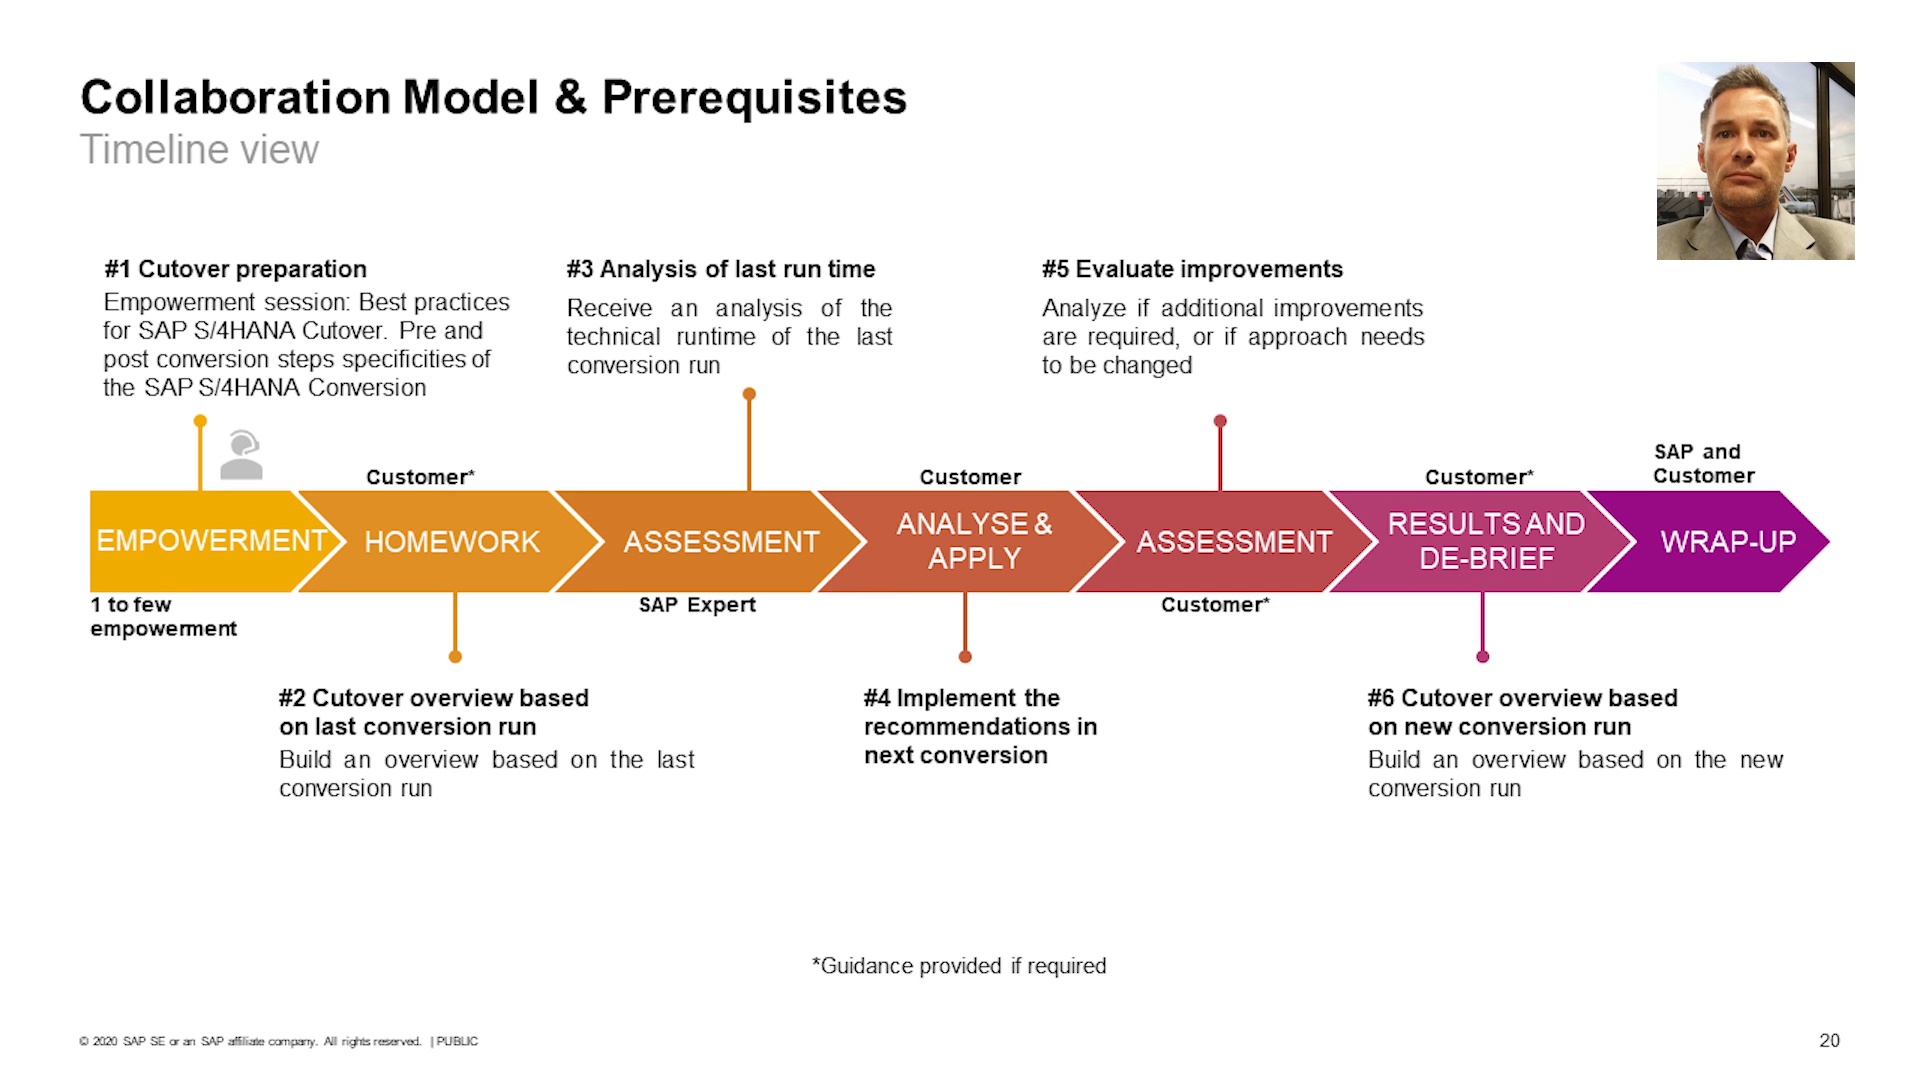 Collaboration Model & Prerequisites
Timeline view
#1 Cutover preparation
Empowerment session: Best practices
for SAP S/4HANA Cutover. Pre and
post conversion steps specificities of
the SAP S/4HANA Conversion
#3 Analysis of last run time
Receive an analysis of the
technical runtime of the last
conversion run
#5 Evaluate improvements
Analyze if additional improvements
are required, or if approach needs
to be changed
Customer*
Customer
Customer*
SAP and
Customer
EMPOWERMENT
HOMEWORK
ASSESSMENT
ANALYSE &
APPLY
ASSESSMENT
RESULTS AND
DE-BRIEF
WRAP-UP
1 to few
empowerment
SAP Expert
Customer*
#2 Cutover overview based
on last conversion run
Build an overview based on the last
conversion run
#4 Implement the
recommendations in
next conversion
#6 Cutover overview based
on new conversion run
Build an overview based on the new
conversion run
*Guidance provided if required
© 2020 SAP SE or an SAP affiliate company. All rights reserved. | PUBLIC
20